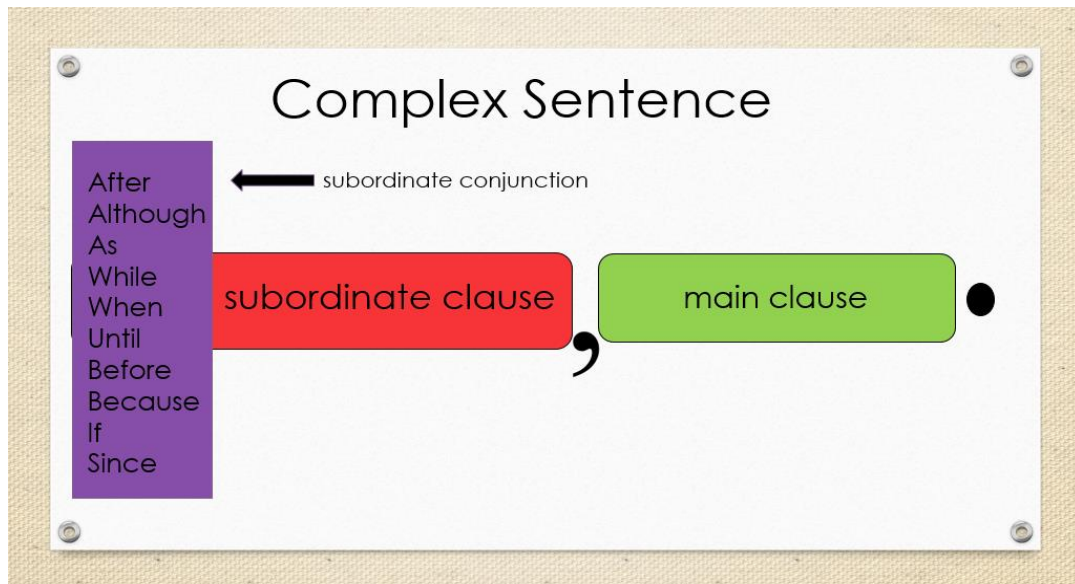 Complex Sentence
After
Although
As
While
When
Until
Before
Because
If
Since
subordinate conjunction
subordinate clause
,
main clause
.